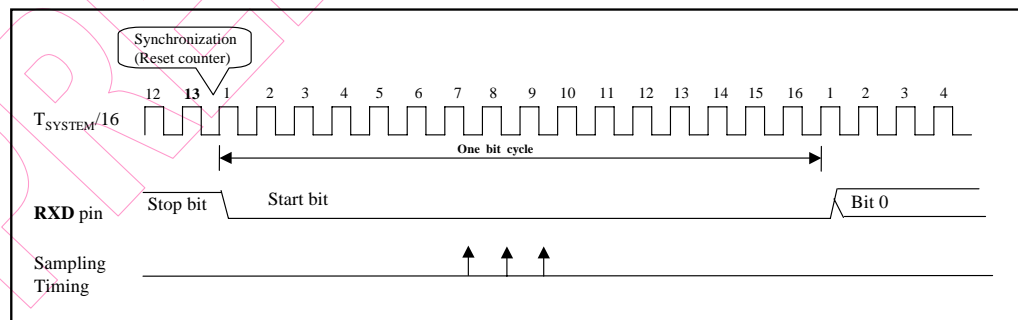 Synchronization
(Reset counter)
12 13 1 2 3 4 5 6 7 8 9 10 11 12 13 14 15 16 1 2 3 4
TSYSTEM/16
One bit cycle
RXD pin
Stop bit
Start bit
Bit 0
Sampling
Timing